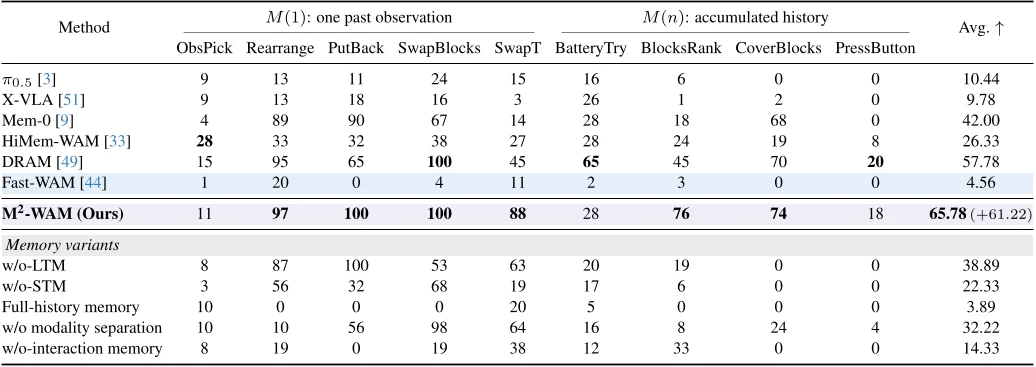 Method M(1): one past observation M(n): accumulated history Avg. ↑
ObsPick Rearrange PutBack SwapBlocks SwapT BatteryTry BlocksRank CoverBlocks PressButton
π0.5 [3] 9 13 11 24 15 16 6 0 0 10.44
X-VLA [51] 9 13 18 16 3 26 1 2 0 9.78
Mem-0 [9] 4 89 90 67 14 28 18 68 0 42.00
HiMem-WAM [33] 28 33 32 38 27 28 24 19 8 26.33
DRAM [49] 15 95 65 100 45 65 45 70 20 57.78
Fast-WAM [44] 1 20 0 4 11 2 3 0 0 4.56
M²-WAM (Ours) 11 97 100 100 88 28 76 74 18 65.78 (+61.22)
Memory variants
w/o-LTM 8 87 100 53 63 20 19 0 0 38.89
w/o-STM 3 56 32 68 19 17 6 0 0 22.33
Full-history memory 10 0 0 0 20 5 0 0 0 3.89
w/o modality separation 10 10 56 98 64 16 8 24 4 32.22
w/o-interaction memory 8 19 0 19 38 12 33 0 0 14.33